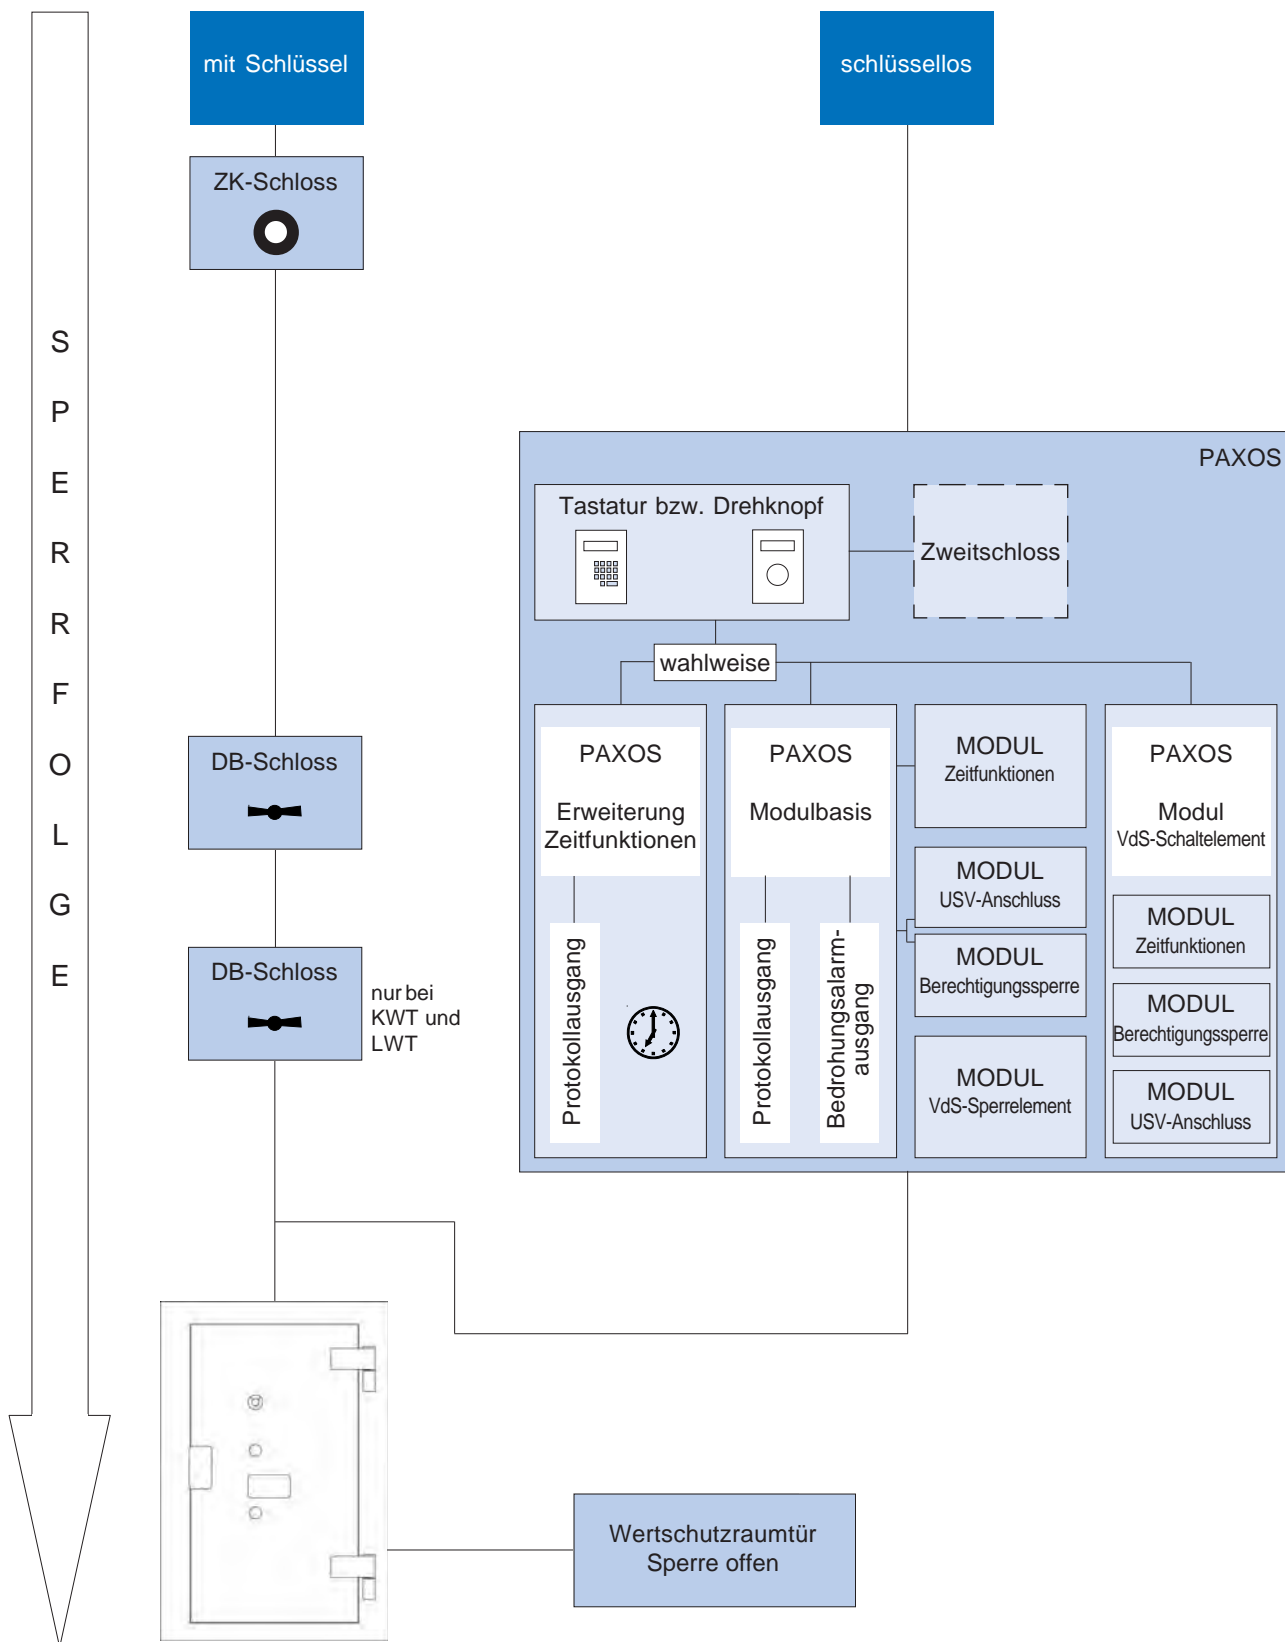 mit Schlüssel
schlüssellos
ZK-Schloss
SPERRFOLGE
PAXOS
Tastatur bzw. Drehknopf
Zweitschloss
wahlweise
DB-Schloss
DB-Schloss
nur bei
KWT und
LWT
PAXOS
Erweiterung
Zeitfunktionen
Protokollausgang
PAXOS
Modulbasis
Protokollausgang
Bedrohungsalarm-
ausgang
MODUL
Zeitfunktionen
MODUL
USV-Anschluss
MODUL
Berechtigungssperre
MODUL
VdS-Sperrelement
PAXOS
Modul
VdS-Schaltelement
MODUL
Zeitfunktionen
MODUL
Berechtigungssperre
MODUL
USV-Anschluss
Wertschutzraumtür
Sperre offen